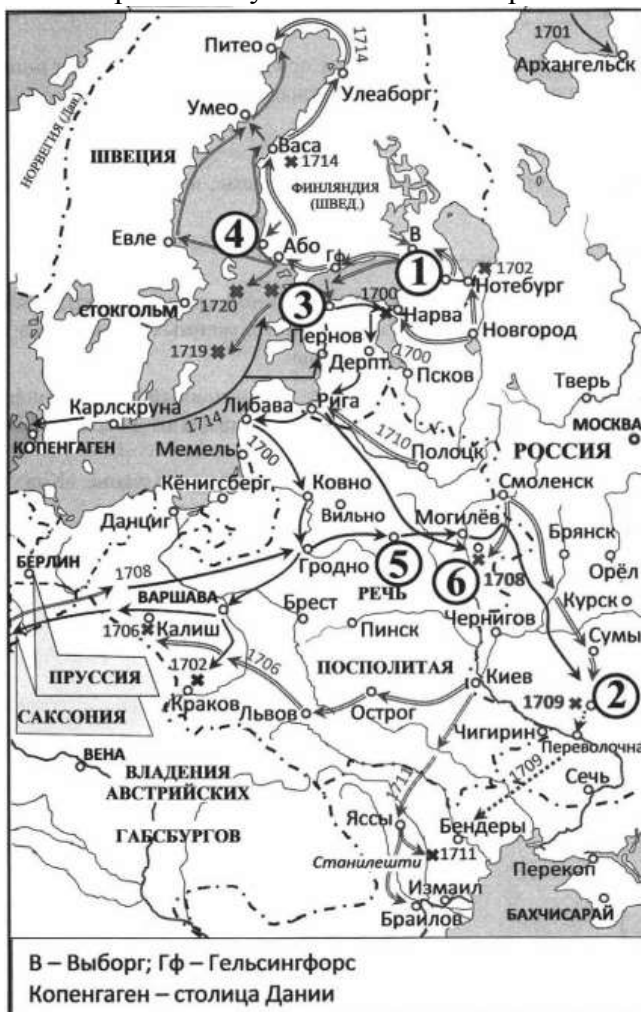 1701
Архангельск
Питео
1714
Улеаборг
НОРВЕГИЯ (Дан.)
Умео
ШВЕЦИЯ
Васа
1714
ФИНЛЯНДИЯ
(ШВЕД.)
Евле
4
Або
Гф
В
1
1702
Нотебург
СТОКГОЛЬМ
1720
3
1700
Нарва
Новгород
1719
Пернов
Дерпт
1700
Псков
Тверь
Карлскруна
1714
Либава
Рига
МОСКВА
КОПЕНГАГЕН
Мемель
1700
1710
Полоцк
РОССИЯ
Кёнигсберг
Ковно
Смоленск
Данциг
Вильно
Могилёв
Брянск
БЕРЛИН
1708
Гродно
5
6
1708
Орёл
РЕЧЬ
ВАРШАВА
Брест
Курск
1706
Калиш
Пинск
Чернигов
Сумы
ПРУССИЯ
1702
1706
ПОСПОЛИТАЯ
Киев
1709
2
САКСОНИЯ
Краков
Львов
Острог
Чигирин
Переволочна
ВЕНА
ВЛАДЕНИЯ
АВСТРИЙСКИХ
ГАБСБУРГОВ
1711
1709
Сечь
Яссы
Бендеры
Станилешти
1711
Перекоп
Измаил
Браилов
БАХЧИСАРАЙ
В – Выборг; Гф – Гельсингфорс
Копенгаген – столица Дании